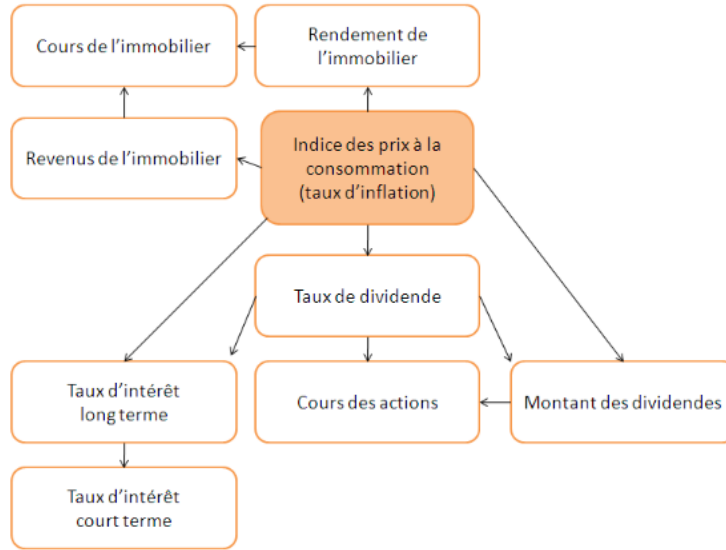 Cours de l'immobilier
Rendement de
l'immobilier
Revenus de l'immobilier
Indice des prix à la
consommation
(taux d'inflation)
Taux de dividende
Taux d'intérêt
long terme
Cours des actions
Montant des dividendes
Taux d'intérêt
court terme